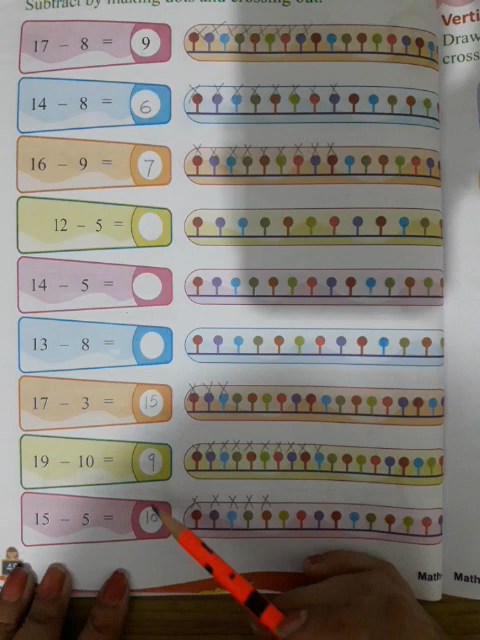 Subtract by making dots and crossing out.
17 - 8 = 9
14 - 8 = 6
16 - 9 = 7
12 - 5 =
14 - 5 =
13 - 8 =
17 - 3 = 15
19 - 10 = 9
15 - 5 = 10
Math
Verti
Draw
cross
Math